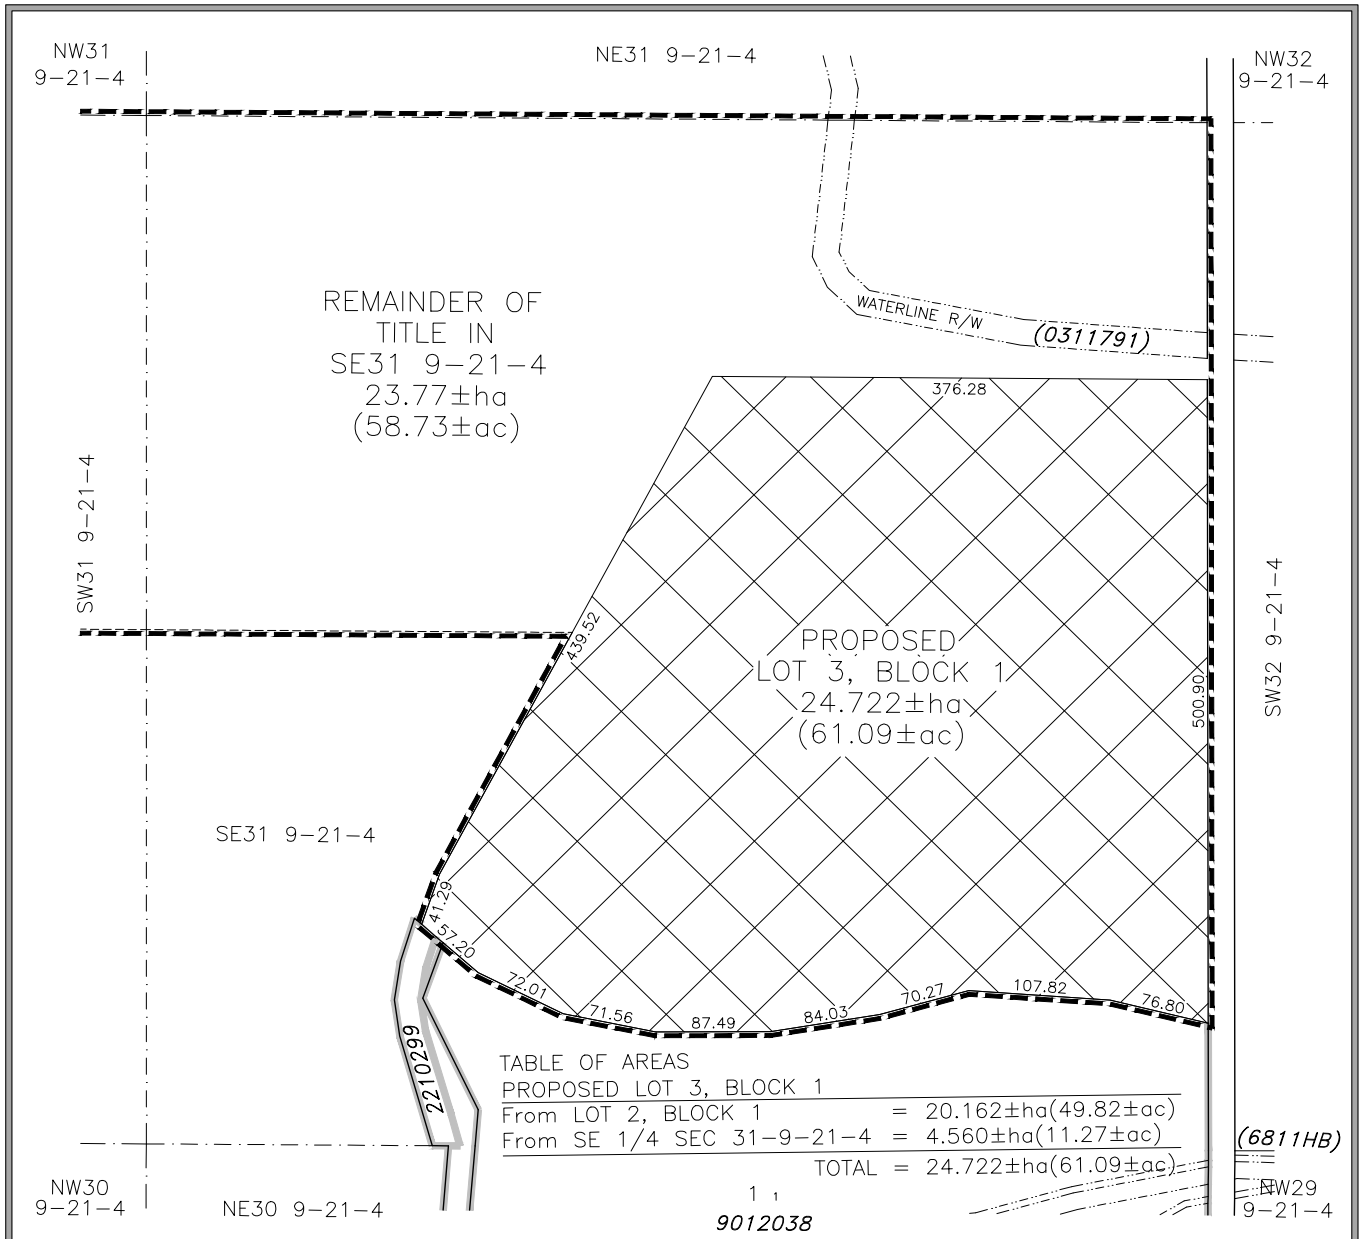 NW31
9-21-4
NE31 9-21-4
NW32
9-21-4
REMAINDER OF
TITLE IN
SE31 9-21-4
23.77±ha
(58.73±ac)
WATERLINE R/W
(0311791)
376.28
SW31 9-21-4
439.52
PROPOSED
LOT 3, BLOCK 1
24.722±ha
(61.09±ac)
500.90
SW32 9-21-4
SE31 9-21-4
41.29
57.20
72.01
71.56
87.49
84.03
70.27
107.82
76.80
2210299
TABLE OF AREAS
PROPOSED LOT 3, BLOCK 1
From LOT 2, BLOCK 1 = 20.162±ha(49.82±ac)
From SE 1/4 SEC 31-9-21-4 = 4.560±ha(11.27±ac)
TOTAL = 24.722±ha(61.09±ac)
(6811HB)
NW30
9-21-4
NE30 9-21-4
1 1
9012038
NW29
9-21-4